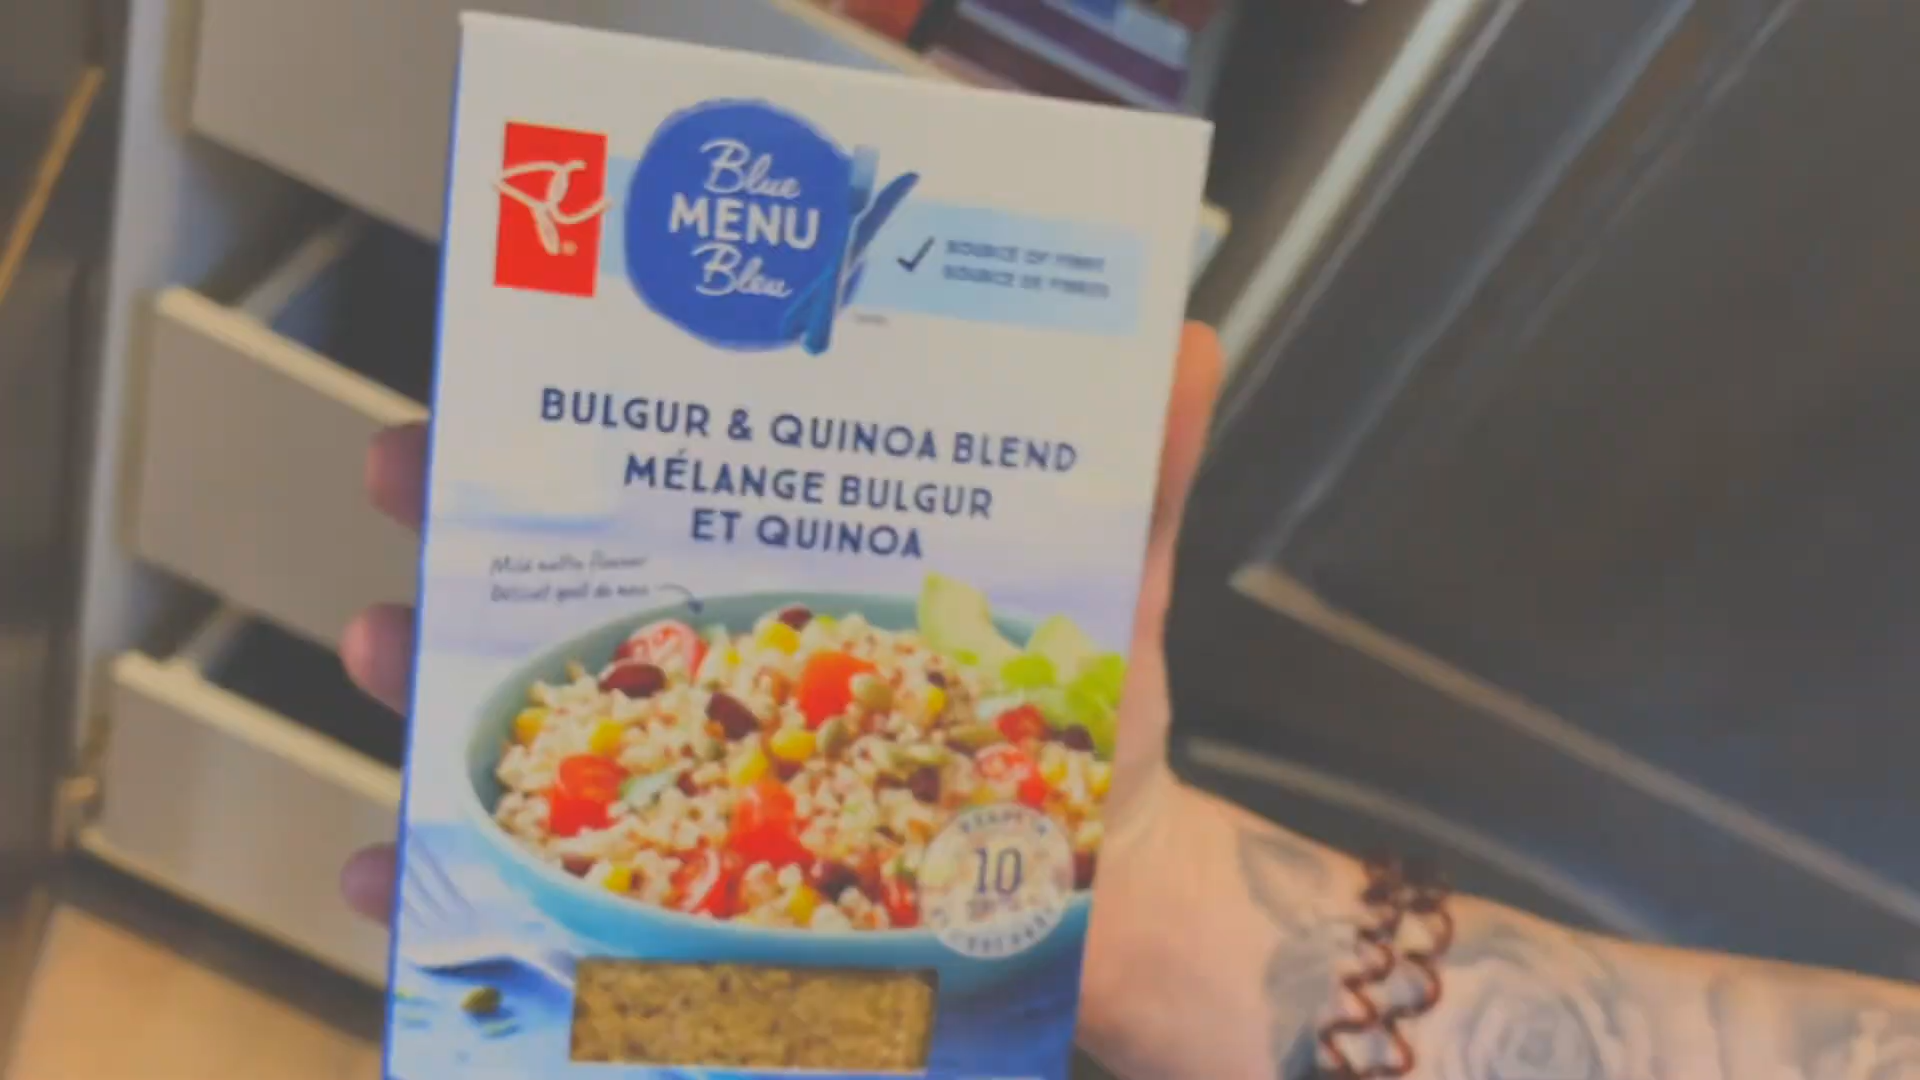 Blue
MENU
Bleu
SOURCE OF FIBRE
SOURCE DE FIBRES
BULGUR & QUINOA BLEND
MÉLANGE BULGUR
ET QUINOA
10